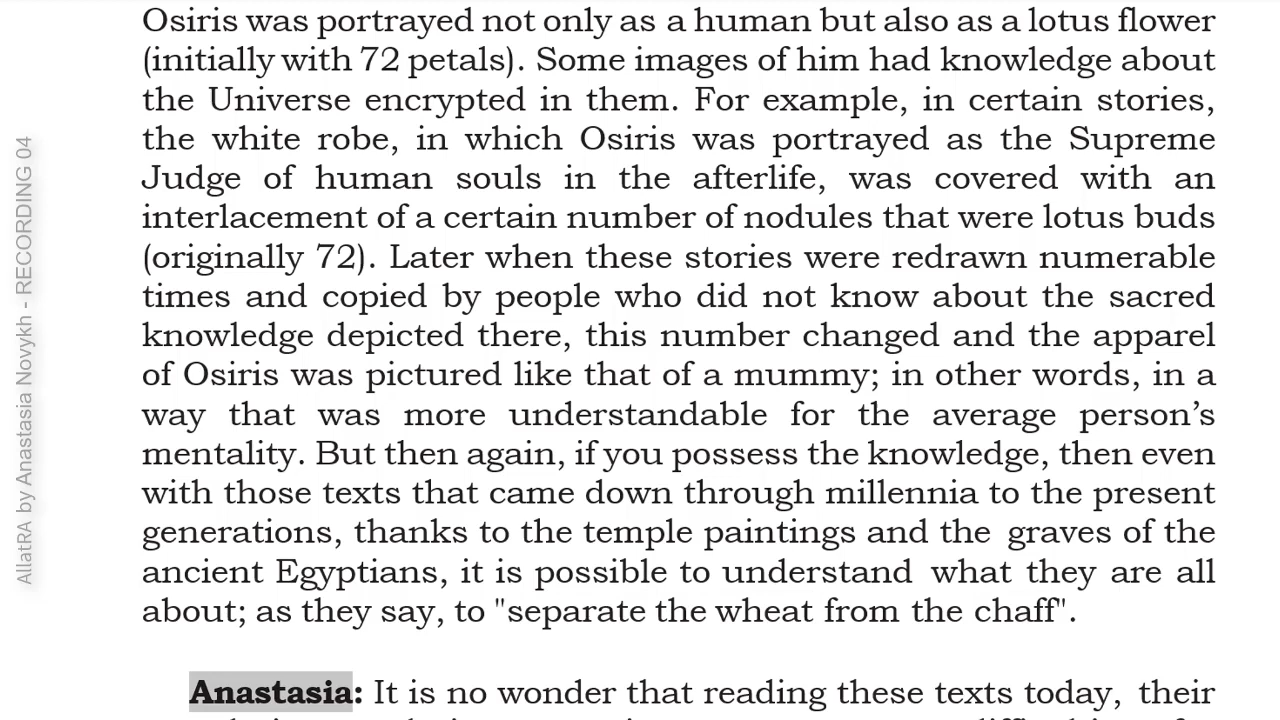 Osiris was portrayed not only as a human but also as a lotus flower
(initially with 72 petals). Some images of him had knowledge about
the Universe encrypted in them. For example, in certain stories,
the white robe, in which Osiris was portrayed as the Supreme
Judge of human souls in the afterlife, was covered with an
interlacement of a certain number of nodules that were lotus buds
(originally 72). Later when these stories were redrawn numerable
times and copied by people who did not know about the sacred
knowledge depicted there, this number changed and the apparel
of Osiris was pictured like that of a mummy; in other words, in a
way that was more understandable for the average person’s
mentality. But then again, if you possess the knowledge, then even
with those texts that came down through millennia to the present
generations, thanks to the temple paintings and the graves of the
ancient Egyptians, it is possible to understand what they are all
about; as they say, to "separate the wheat from the chaff".
Anastasia: It is no wonder that reading these texts today, their
AllatRA by Anastasia Novykh - RECORDING 04